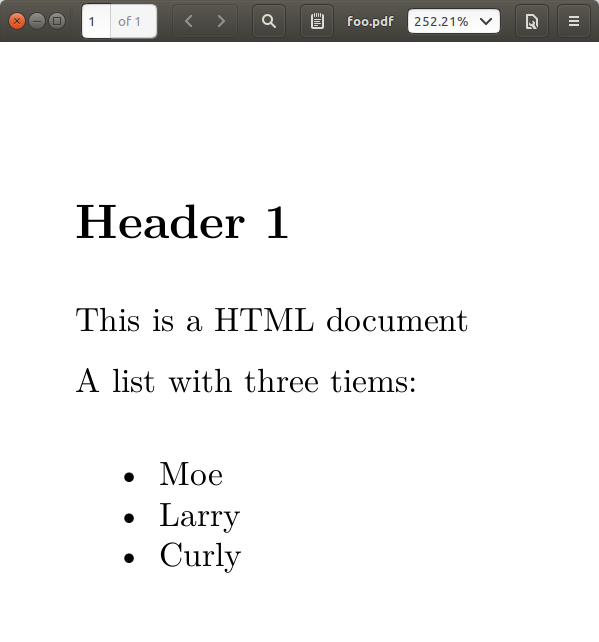 1 of 1 foo.pdf 252.21%
Header 1
This is a HTML document
A list with three tiems:
• Moe
• Larry
• Curly